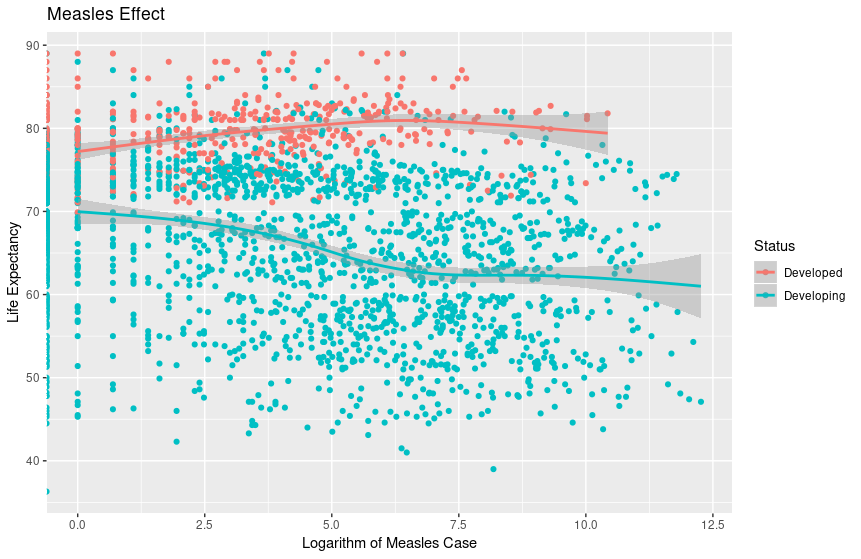 Measles Effect
90
80
70
60
50
40
Life Expectancy
0.0 2.5 5.0 7.5 10.0 12.5
Logarithm of Measles Case
Status
Developed
Developing